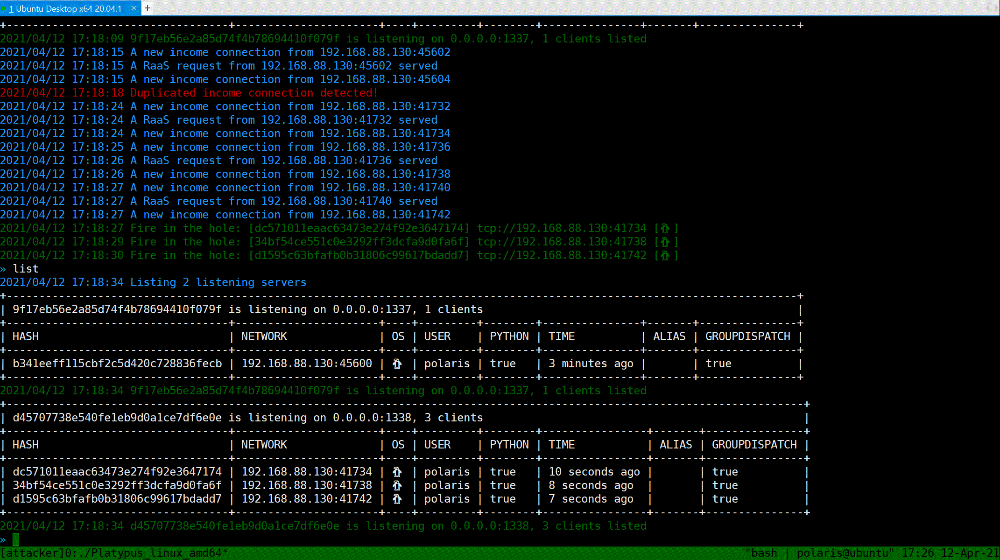 1 Ubuntu Desktop x64 20.04.1 × +
+----------------------------------+----------------------+----+---------+--------+---------------+-------+---------------+
2021/04/12 17:18:09 9f17eb56e2a85d74f4b78694410f079f is listening on 0.0.0.0:1337, 1 clients listed
2021/04/12 17:18:15 A new income connection from 192.168.88.130:45602
2021/04/12 17:18:15 A RaaS request from 192.168.88.130:45602 served
2021/04/12 17:18:15 A new income connection from 192.168.88.130:45604
2021/04/12 17:18:18 Duplicated income connection detected!
2021/04/12 17:18:24 A new income connection from 192.168.88.130:41732
2021/04/12 17:18:24 A RaaS request from 192.168.88.130:41732 served
2021/04/12 17:18:24 A new income connection from 192.168.88.130:41734
2021/04/12 17:18:25 A new income connection from 192.168.88.130:41736
2021/04/12 17:18:26 A RaaS request from 192.168.88.130:41736 served
2021/04/12 17:18:26 A new income connection from 192.168.88.130:41738
2021/04/12 17:18:27 A new income connection from 192.168.88.130:41740
2021/04/12 17:18:27 A RaaS request from 192.168.88.130:41740 served
2021/04/12 17:18:27 A new income connection from 192.168.88.130:41742
2021/04/12 17:18:27 Fire in the hole: [dc571011eaac63473e274f92e3647174] tcp://192.168.88.130:41734 [🐧]
2021/04/12 17:18:29 Fire in the hole: [34bf54ce551c0e3292ff3dcfa9d0fa6f] tcp://192.168.88.130:41738 [🐧]
2021/04/12 17:18:30 Fire in the hole: [d1595c63bfafb0b31806c99617bdadd7] tcp://192.168.88.130:41742 [🐧]
» list
2021/04/12 17:18:34 Listing 2 listening servers
+-------------------------------------------------------------------------------------------------------------------------+
| 9f17eb56e2a85d74f4b78694410f079f is listening on 0.0.0.0:1337, 1 clients |
+----------------------------------+----------------------+----+---------+--------+---------------+-------+---------------+
| HASH | NETWORK | OS | USER | PYTHON | TIME | ALIAS | GROUPDISPATCH |
+----------------------------------+----------------------+----+---------+--------+---------------+-------+---------------+
| b341eeff115cbf2c5d420c728836fecb | 192.168.88.130:45600 | 🐧 | polaris | true | 3 minutes ago | | true |
+----------------------------------+----------------------+----+---------+--------+---------------+-------+---------------+
2021/04/12 17:18:34 9f17eb56e2a85d74f4b78694410f079f is listening on 0.0.0.0:1337, 1 clients listed
+--------------------------------------------------------------------------------------------------------------------------+
| d45707738e540fe1eb9d0a1ce7df6e0e is listening on 0.0.0.0:1338, 3 clients |
+----------------------------------+----------------------+----+---------+--------+----------------+-------+---------------+
| HASH | NETWORK | OS | USER | PYTHON | TIME | ALIAS | GROUPDISPATCH |
+----------------------------------+----------------------+----+---------+--------+----------------+-------+---------------+
| dc571011eaac63473e274f92e3647174 | 192.168.88.130:41734 | 🐧 | polaris | true | 10 seconds ago | | true |
| 34bf54ce551c0e3292ff3dcfa9d0fa6f | 192.168.88.130:41738 | 🐧 | polaris | true | 8 seconds ago | | true |
| d1595c63bfafb0b31806c99617bdadd7 | 192.168.88.130:41742 | 🐧 | polaris | true | 7 seconds ago | | true |
+----------------------------------+----------------------+----+---------+--------+----------------+-------+---------------+
2021/04/12 17:18:34 d45707738e540fe1eb9d0a1ce7df6e0e is listening on 0.0.0.0:1338, 3 clients listed
»
[attacker]0:./Platypus_linux_amd64* "bash | polaris@ubuntu" 17:26 12-Apr-21